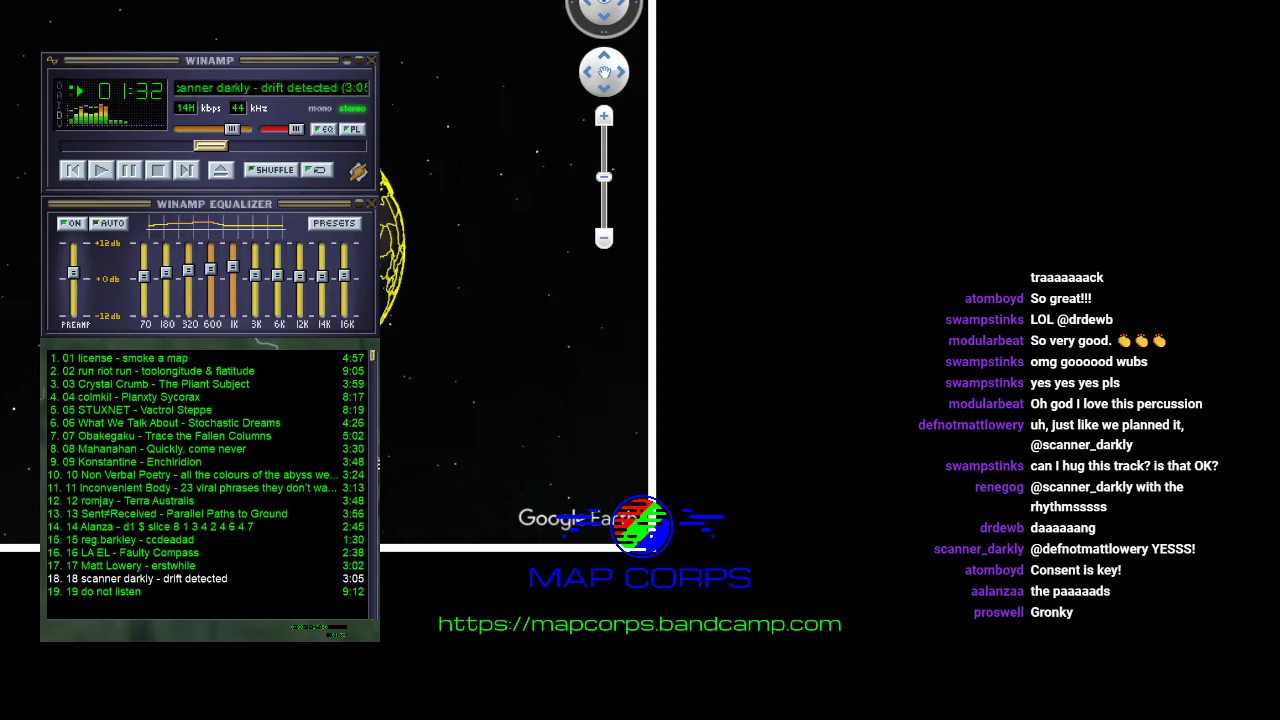 WINAMP
01:32
scanner darkly - drift detected (3:05
14H kbps 44 kHz mono stereo
EQ PL
SHUFFLE
WINAMP EQUALIZER
ON AUTO PRESETS
+12db
+0db
-12db
PREAMP 70 180 320 600 1K 3K 6K 12K 14K 16K
1. 01 license - smoke a map 4:57
2. 02 run riot run - toolongitude & flatitude 9:05
3. 03 Crystal Crumb - The Pliant Subject 3:59
4. 04 colmkil - Planxty Sycorax 8:17
5. 05 STUXNET - Vactrol Steppe 8:19
6. 06 What We Talk About - Stochastic Dreams 4:26
7. 07 Obakegaku - Trace the Fallen Columns 5:02
8. 08 Mahanahan - Quickly, come never 3:30
9. 09 Konstantine - Enchiridion 3:48
10. 10 Non Verbal Poetry - all the colours of the abyss we... 3:24
11. 11 Inconvenient Body - 23 viral phrases they don't wa... 3:13
12. 12 romjay - Terra Australis 3:48
13. 13 Sent≠Received - Parallel Paths to Ground 3:56
14. 14 Alanza - d1 $ slice 8 1 3 4 2 4 6 4 7 2:45
15. 15 reg.barkley - ccdeadad 1:30
16. 16 LA EL - Faulty Compass 2:38
17. 17 Matt Lowery - erstwhile 3:02
18. 18 scanner darkly - drift detected 3:05
19. 19 do not listen 9:12
Google Earth
MAP CORPS
https://mapcorps.bandcamp.com
traaaaaaack
atomboyd So great!!!
swampstinks LOL @drdewb
modularbeat So very good. 👏 👏 👏
swampstinks omg goooood wubs
swampstinks yes yes yes pls
modularbeat Oh god I love this percussion
defnotmattlowery uh, just like we planned it,
@scanner_darkly
swampstinks can I hug this track? is that OK?
renegog @scanner_darkly with the
rhythmsssss
drdewb daaaaang
scanner_darkly @defnotmattlowery YESSS!
atomboyd Consent is key!
aalanzaa the paaaaads
proswell Gronky